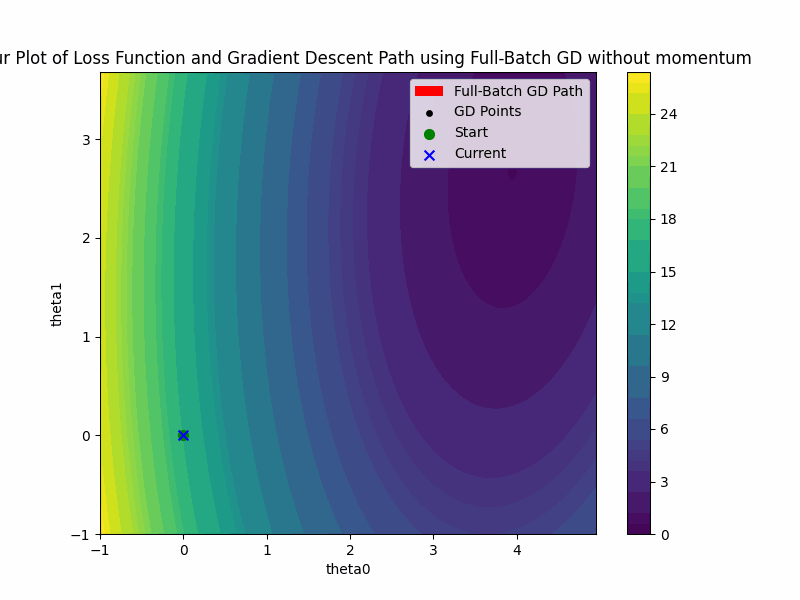 Plot of Loss Function and Gradient Descent Path using Full-Batch GD without momentum
Full-Batch GD Path
GD Points
Start
Current
3
2
1
0
−1
theta1
−1 0 1 2 3 4
theta0
24
21
18
15
12
9
6
3
0